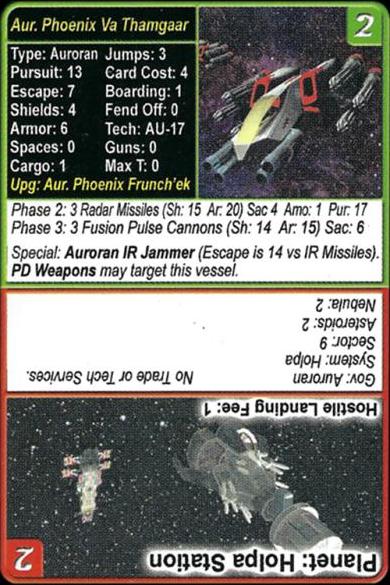 Aur. Phoenix Va Thamgaar
2
Type: Auroran Jumps: 3
Pursuit: 13 Card Cost: 4
Escape: 7 Boarding: 1
Shields: 4 Fend Off: 0
Armor: 6 Tech: AU-17
Spaces: 0 Guns: 0
Cargo: 1 Max T: 0
Upg: Aur. Phoenix Frunch'ek
Phase 2: 3 Radar Missiles (Sh: 15 Ar: 20) Sac 4 Amo: 1 Pur: 17
Phase 3: 3 Fusion Pulse Cannons (Sh: 14 Ar: 15) Sac: 6
Special: Auroran IR Jammer (Escape is 14 vs IR Missiles).
PD Weapons may target this vessel.
Planet: Holpa Station
2
Hostile Landing Fee: 1
Gov: Auroran
No Trade or Tech Services.
System: Holpa
Sector: 9
Asteroids: 2
Nebula: 2